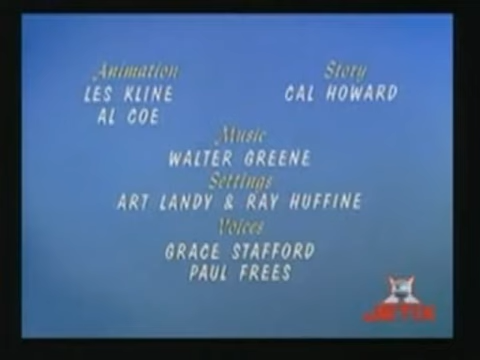 Animation
LES KLINE
AL COE
Story
CAL HOWARD
Music
WALTER GREENE
Settings
ART LANDY & RAY HUFFINE
Voices
GRACE STAFFORD
PAUL FREES